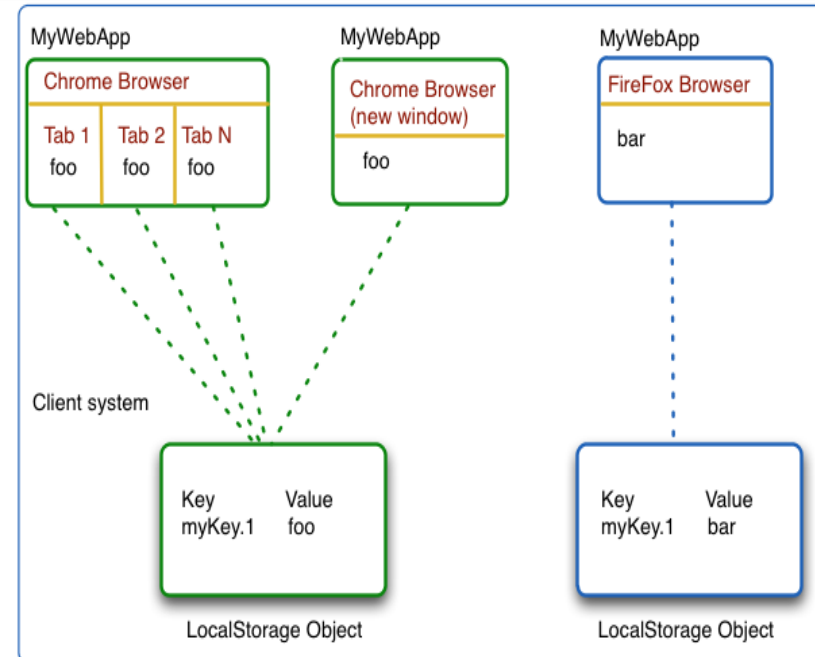 MyWebApp
Chrome Browser
Tab 1 Tab 2 Tab N
foo foo foo
MyWebApp
Chrome Browser
(new window)
foo
MyWebApp
FireFox Browser
bar
Client system
Key Value
myKey.1 foo
LocalStorage Object
Key Value
myKey.1 bar
LocalStorage Object